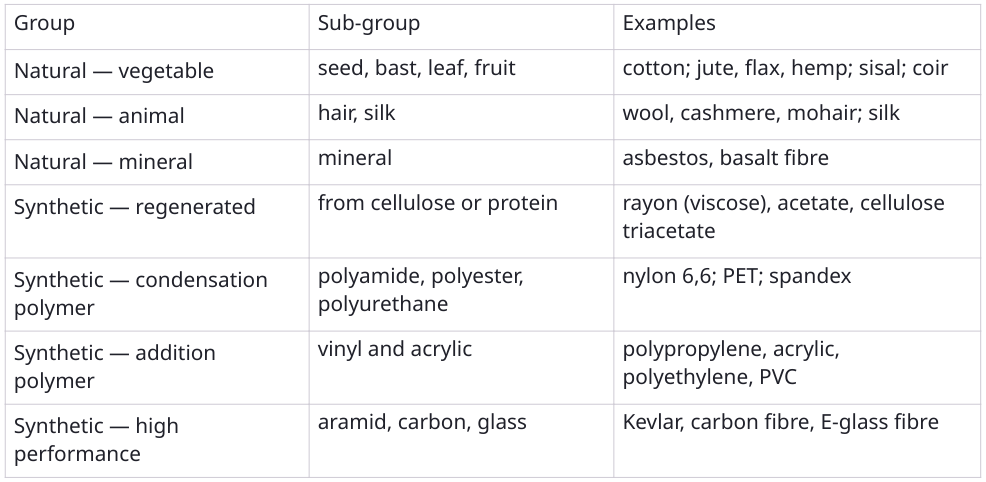 Group
Sub-group
Examples
Natural — vegetable
seed, bast, leaf, fruit
cotton; jute, flax, hemp; sisal; coir
Natural — animal
hair, silk
wool, cashmere, mohair; silk
Natural — mineral
mineral
asbestos, basalt fibre
Synthetic — regenerated
from cellulose or protein
rayon (viscose), acetate, cellulose
triacetate
Synthetic — condensation
polymer
polyamide, polyester,
polyurethane
nylon 6,6; PET; spandex
Synthetic — addition
polymer
vinyl and acrylic
polypropylene, acrylic,
polyethylene, PVC
Synthetic — high
performance
aramid, carbon, glass
Kevlar, carbon fibre, E-glass fibre